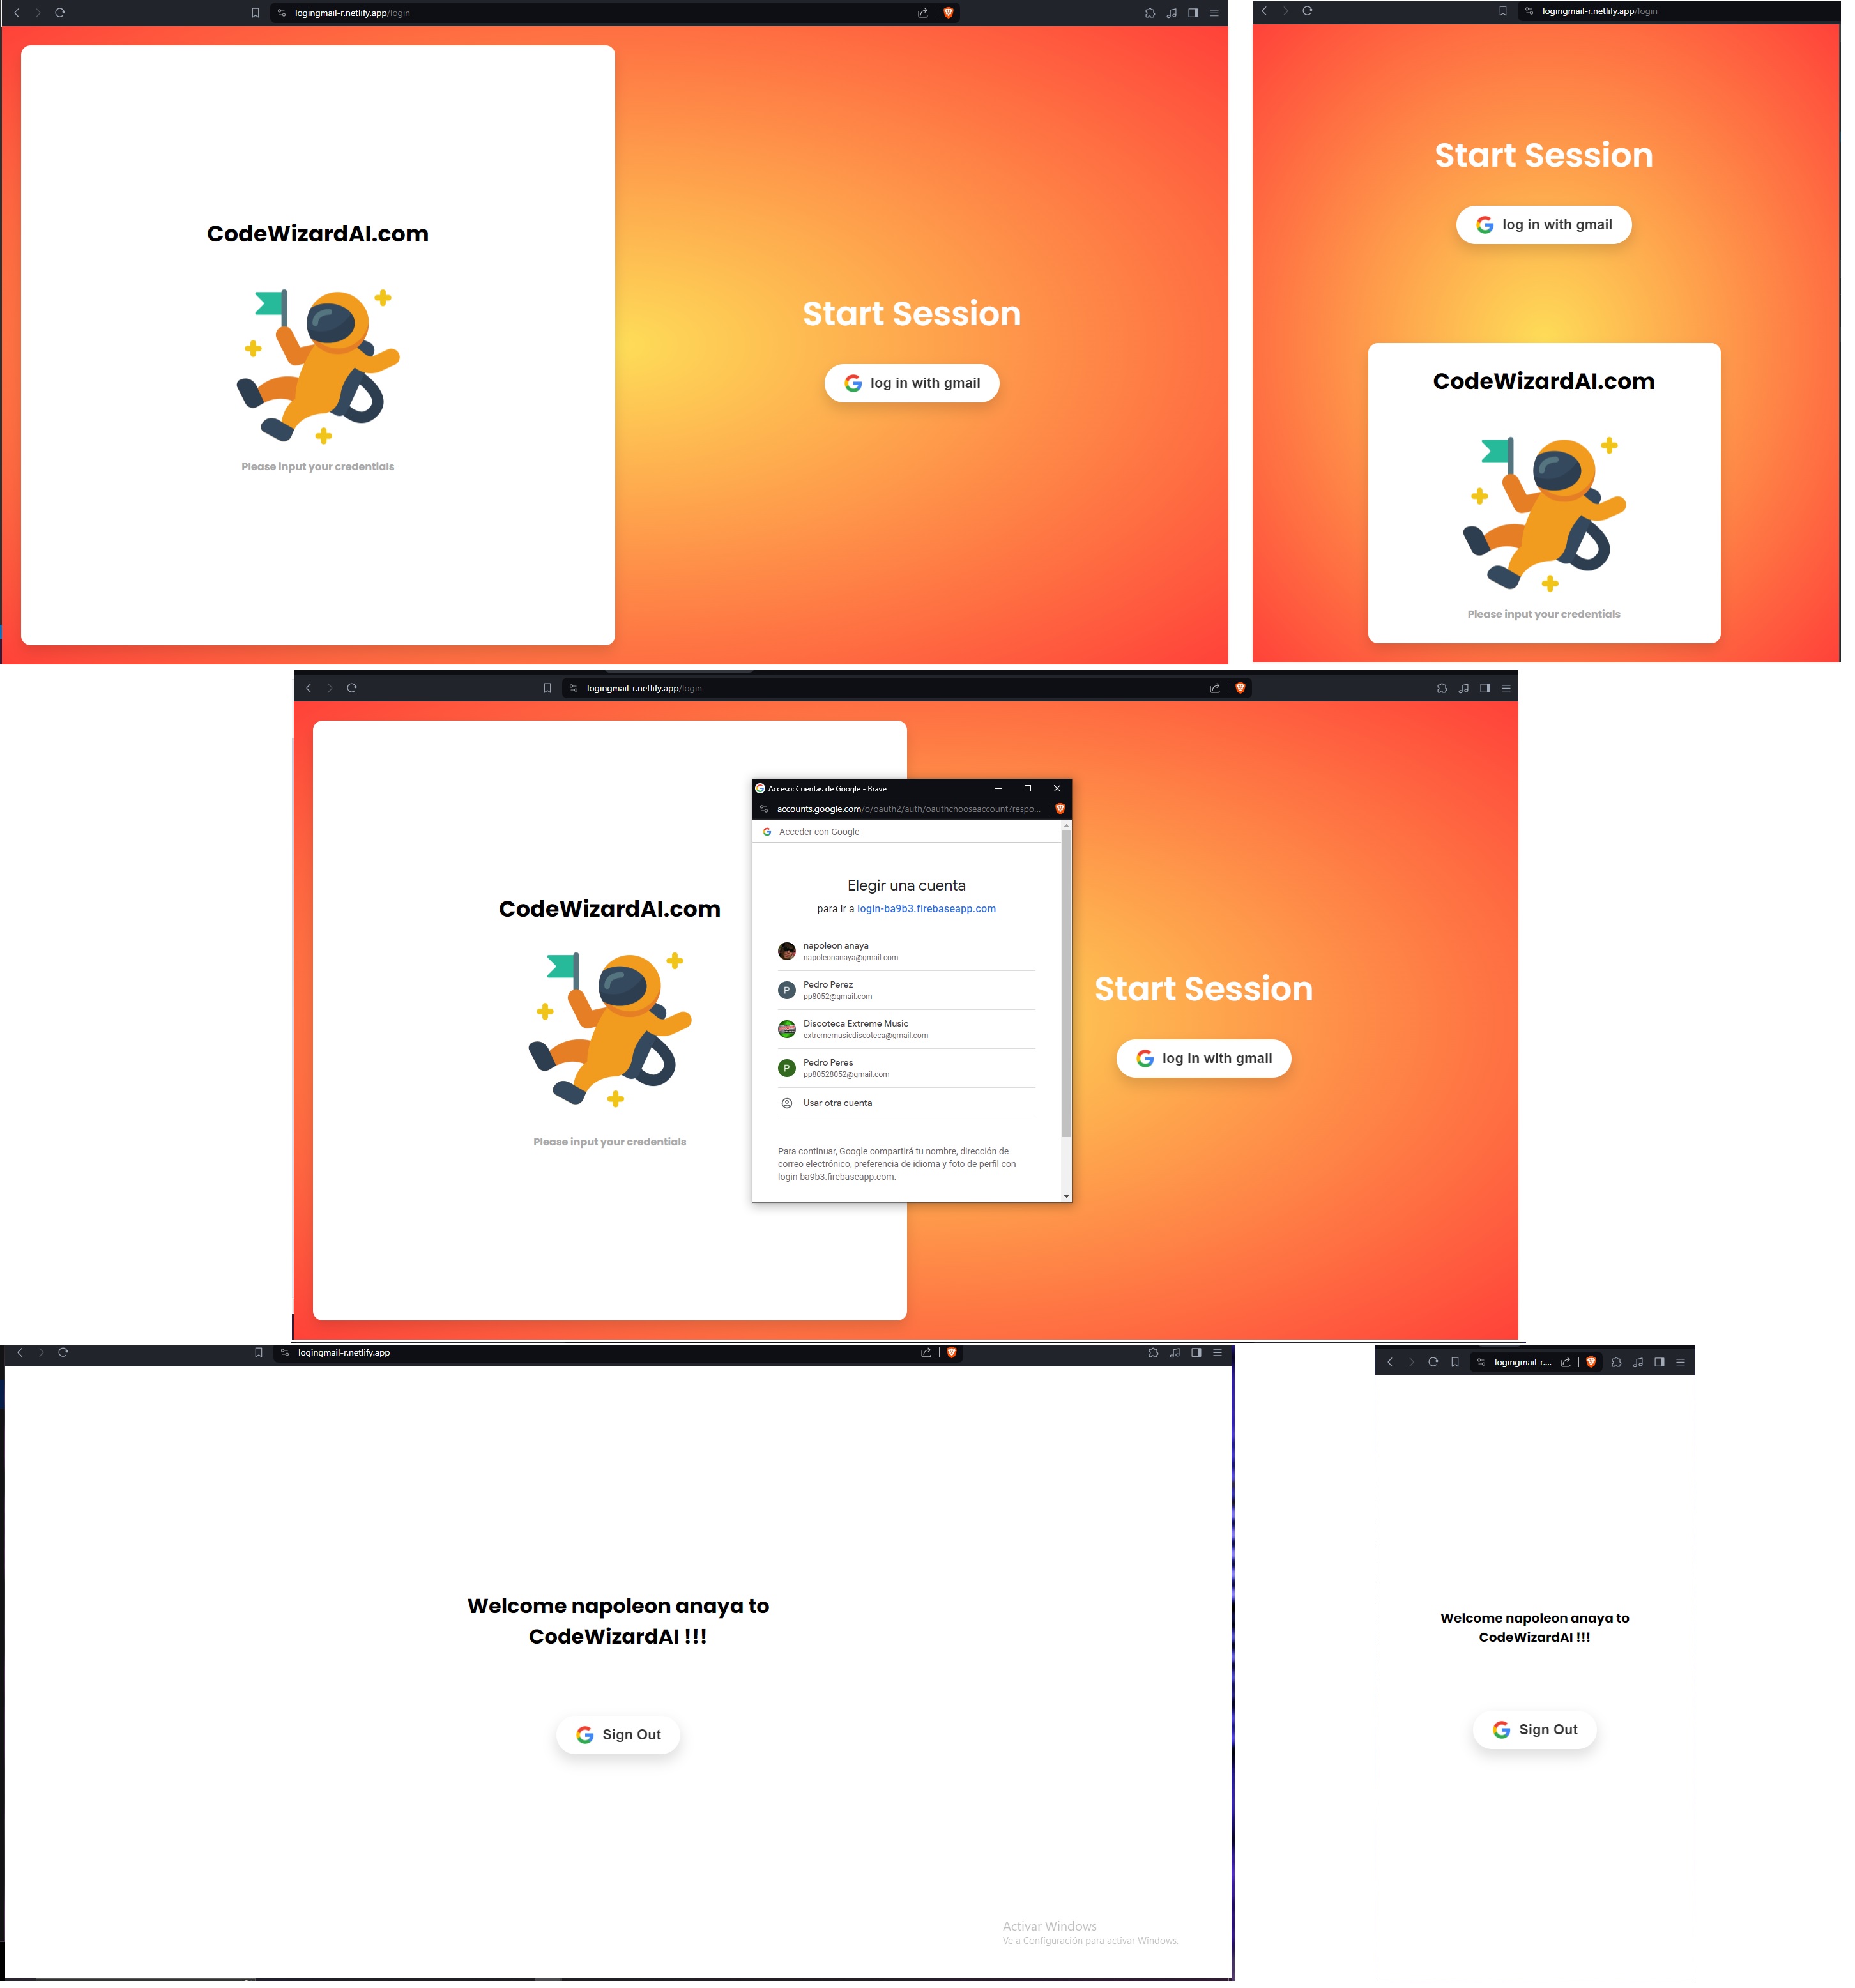 logingmail-r.netlify.app/login
CodeWizardAI.com
Please input your credentials
Start Session
log in with gmail
logingmail-r.netlify.app/login
Start Session
log in with gmail
CodeWizardAI.com
Please input your credentials
logingmail-r.netlify.app/login
CodeWizardAI.com
Please input your credentials
Acceso: Cuentas de Google - Brave
accounts.google.com/o/oauth2/auth/oauthchooseaccount?respo...
Acceder con Google
Elegir una cuenta
para ir a login-ba9b3.firebaseapp.com
napoleon anaya
napoleonanaya@gmail.com
P
Pedro Perez
pp8052@gmail.com
Discoteca Extreme Music
extrememusicdiscoteca@gmail.com
P
Pedro Peres
pp80528052@gmail.com
Usar otra cuenta
Para continuar, Google compartirá tu nombre, dirección de
correo electrónico, preferencia de idioma y foto de perfil con
login-ba9b3.firebaseapp.com.
Start Session
log in with gmail
logingmail-r.netlify.app
Welcome napoleon anaya to
CodeWizardAI !!!
Sign Out
Activar Windows
Ve a Configuración para activar Windows.
logingmail-r....
Welcome napoleon anaya to
CodeWizardAI !!!
Sign Out